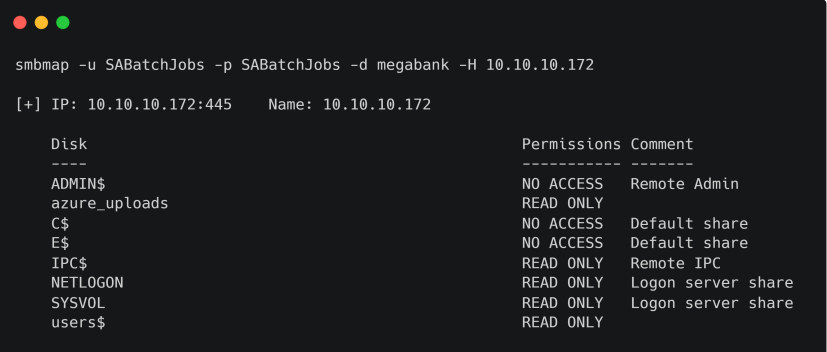 smbmap -u SABatchJobs -p SABatchJobs -d megabank -H 10.10.10.172
[+] IP: 10.10.10.172:445    Name: 10.10.10.172
Disk                                                    Permissions Comment
----                                                    ----------- -------
ADMIN$                                                  NO ACCESS   Remote Admin
azure_uploads                                           READ ONLY
C$                                                      NO ACCESS   Default share
E$                                                      NO ACCESS   Default share
IPC$                                                    READ ONLY   Remote IPC
NETLOGON                                                READ ONLY   Logon server share
SYSVOL                                                  READ ONLY   Logon server share
users$                                                  READ ONLY